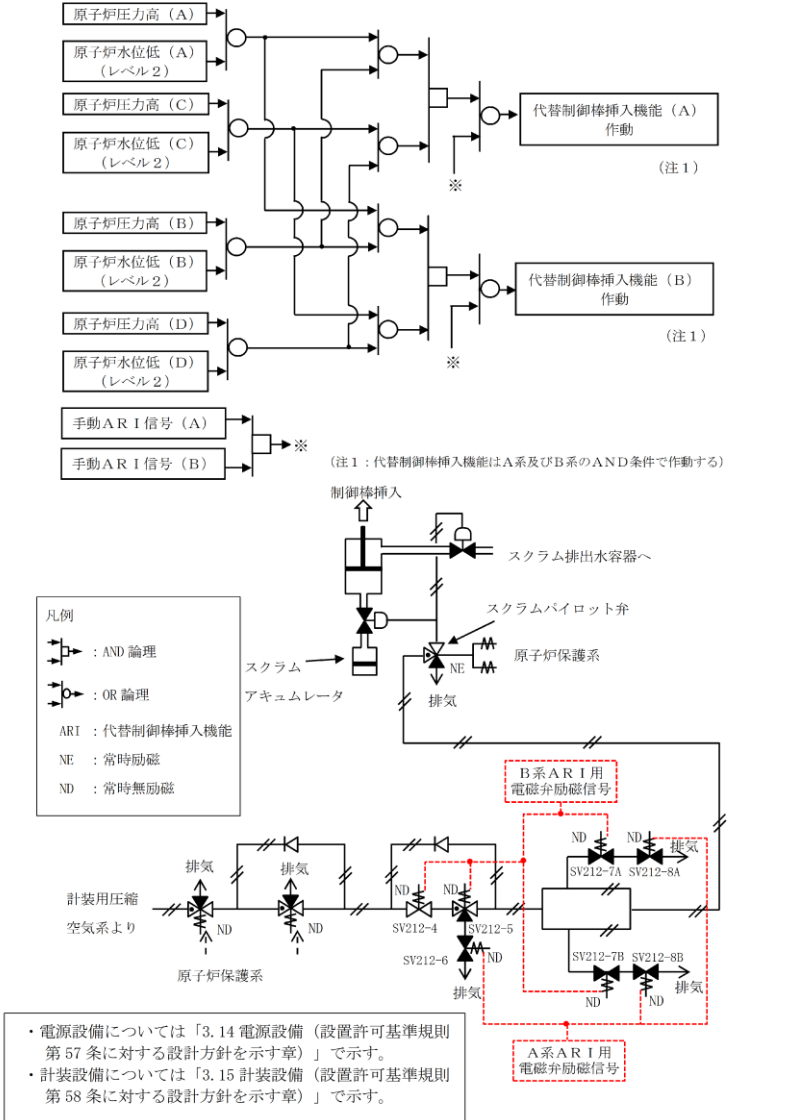 原子炉圧力高(A)
原子炉水位低(A)
(レベル2)
原子炉圧力高(C)
原子炉水位低(C)
(レベル2)
代替制御棒挿入機能(A)
作動
(注1)
※
原子炉圧力高(B)
原子炉水位低(B)
(レベル2)
代替制御棒挿入機能(B)
作動
(注1)
※
原子炉圧力高(D)
原子炉水位低(D)
(レベル2)
手動ARI信号(A)
手動ARI信号(B)
※
(注1:代替制御棒挿入機能はA系及びB系のAND条件で作動する)
制御棒挿入
スクラム排出水容器へ
スクラムパイロット弁
原子炉保護系
NE
排気
スクラム
アキュムレータ
凡例
:AND論理
:OR論理
ARI :代替制御棒挿入機能
NE :常時励磁
ND :常時無励磁
B系ARI用
電磁弁励磁信号
ND
ND
排気
SV212-7A
SV212-8A
排気
排気
計装用圧縮
空気系より
ND
ND
原子炉保護系
ND
ND
SV212-4
SV212-5
SV212-6
ND
排気
SV212-7B
SV212-8B
排気
ND
ND
A系ARI用
電磁弁励磁信号
・電源設備については「3.14 電源設備(設置許可基準規則
第57条に対する設計方針を示す章)」で示す。
・計装設備については「3.15 計装設備(設置許可基準規則
第58条に対する設計方針を示す章)」で示す。